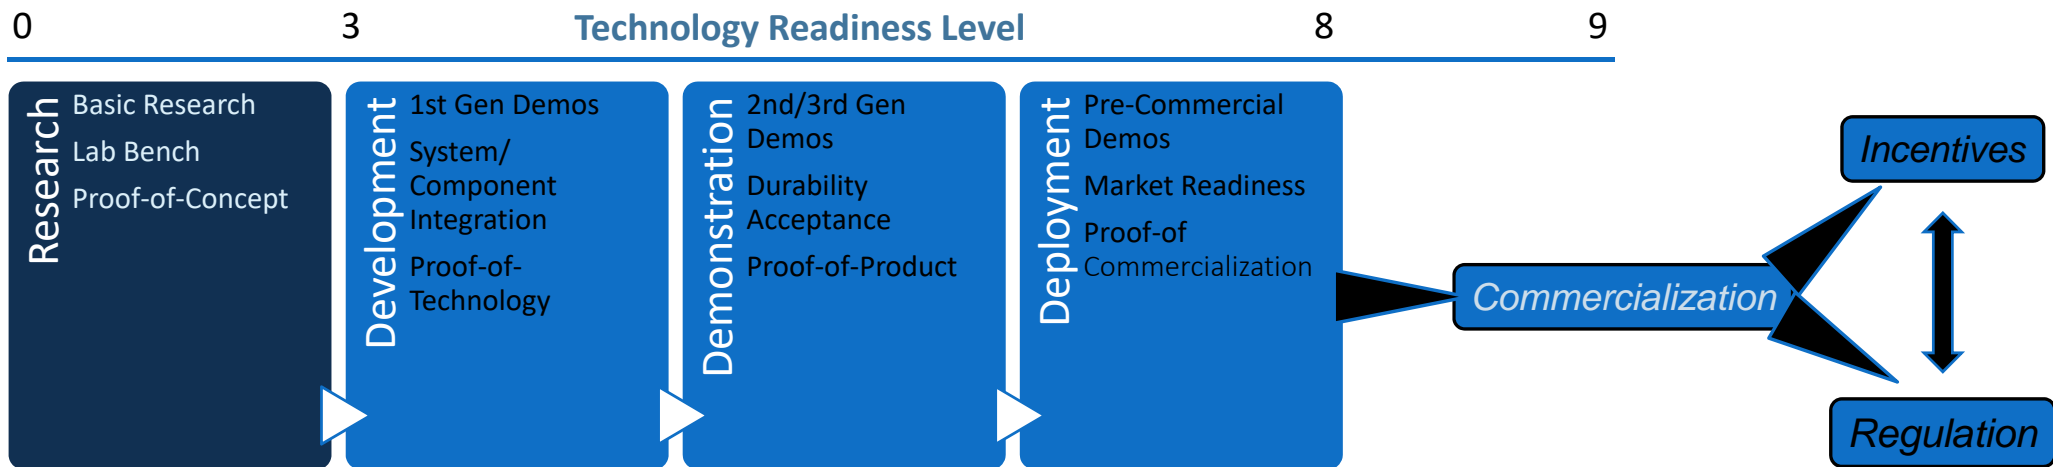 0 3 Technology Readiness Level 8 9
Research
Basic Research
Lab Bench
Proof-of-Concept
Development
1st Gen Demos
System/
Component
Integration
Proof-of-
Technology
Demonstration
2nd/3rd Gen
Demos
Durability
Acceptance
Proof-of-Product
Deployment
Pre-Commercial
Demos
Market Readiness
Proof-of
Commercialization
Commercialization
Incentives
Regulation